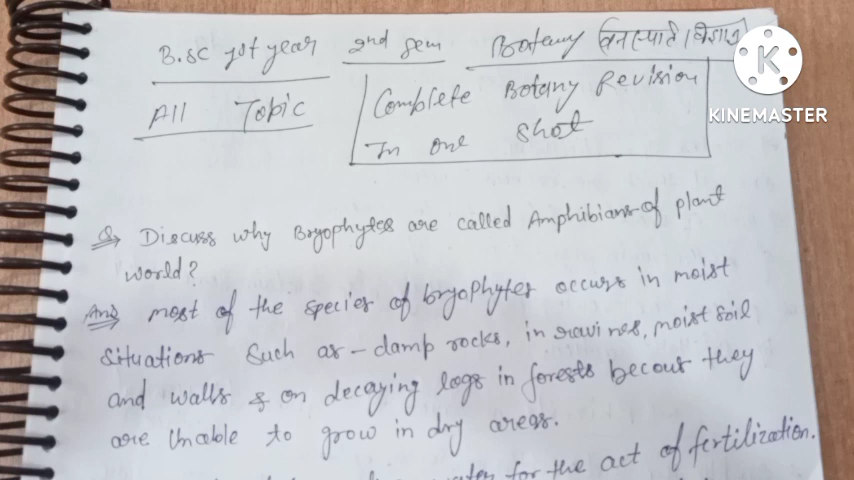 B.sc 1st year 2nd sem Botany वनस्पति विज्ञान
All Topic
Complete Botany Revision
In one shot
K
KINEMASTER
Q Discuss why Bryophytes are called Amphibians of plant
world?
Ans most of the species of bryophytes occurs in moist
situations such as - damp rocks, in ravines, moist soil
and walls & on decaying logs in forests becous they
are Unable to grow in dry areas.
water for the act of fertilization.